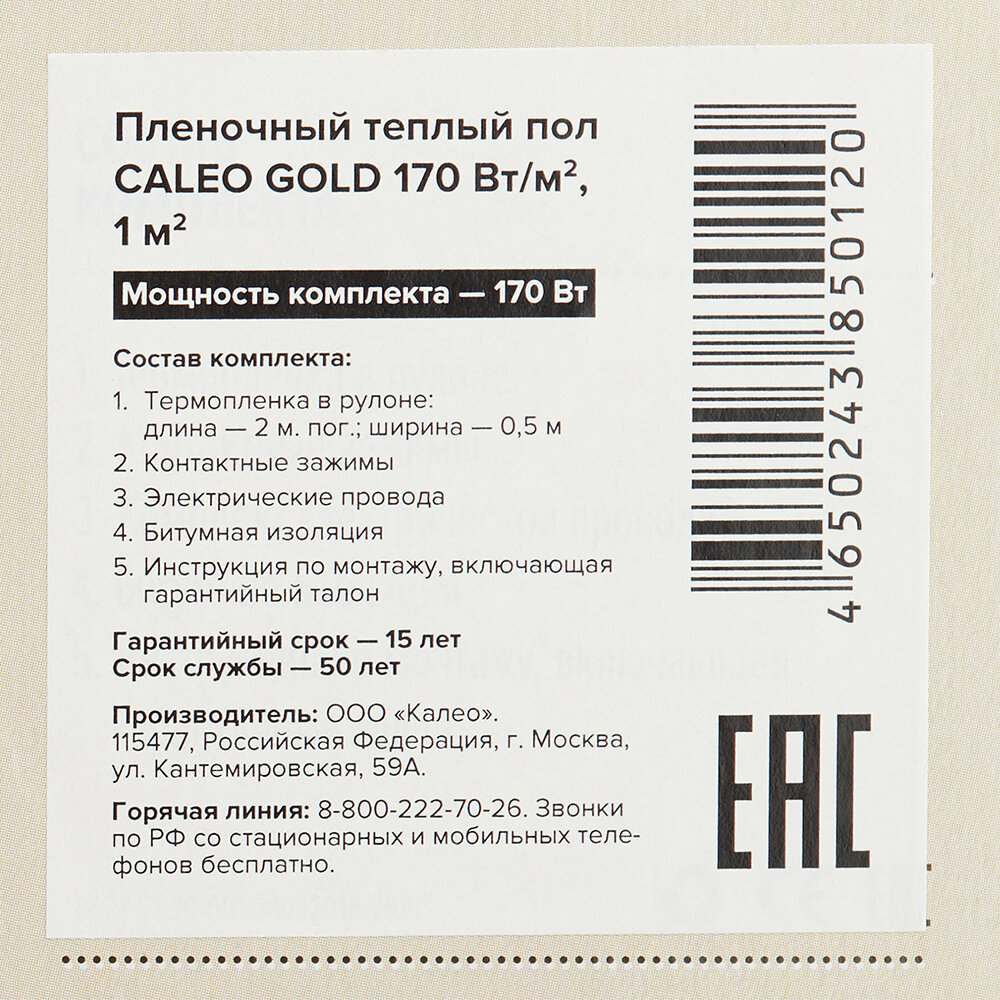 Пленочный теплый пол
CALEO GOLD 170 Вт/м²,
1 м²
Мощность комплекта — 170 Вт
Состав комплекта:
1. Термопленка в рулоне:
длина — 2 м. пог.; ширина — 0,5 м
2. Контактные зажимы
3. Электрические провода
4. Битумная изоляция
5. Инструкция по монтажу, включающая
гарантийный талон
Гарантийный срок — 15 лет
Срок службы — 50 лет
Производитель: ООО «Калео».
115477, Российская Федерация, г. Москва,
ул. Кантемировская, 59А.
Горячая линия: 8-800-222-70-26. Звонки
по РФ со стационарных и мобильных теле-
фонов бесплатно.
4 650243 850120
EAC